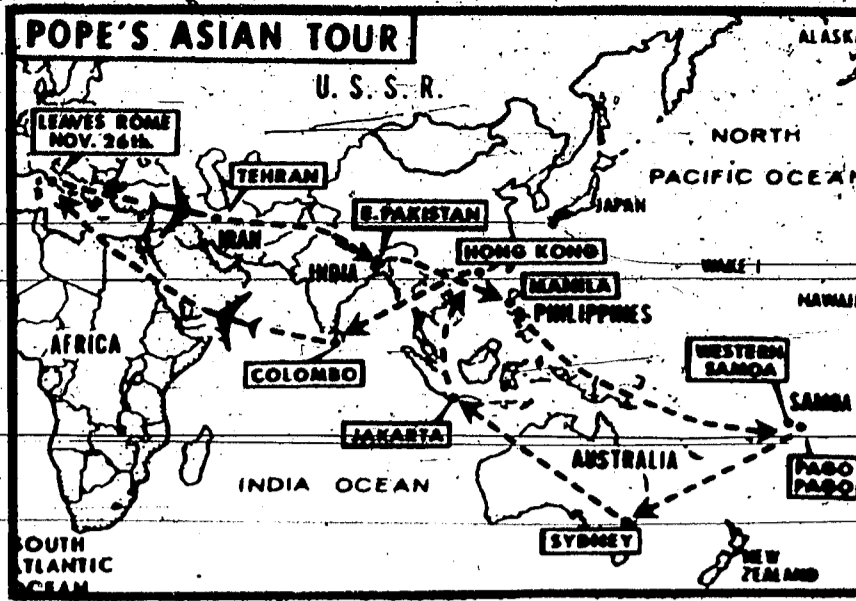 POPE'S ASIAN TOUR
ALASKA
U. S. S. R.
LEAVES ROME
NOV. 26th.
NORTH
PACIFIC OCEAN
TEHRAN
JAPAN
E. PAKISTAN
IRAN
HONG KONG
INDIA
WAKE I
MANILA
HAWAII
PHILIPPINES
AFRICA
WESTERN
SAMOA
COLOMBO
SAMOA
JAKARTA
AUSTRALIA
PAGO
PAGO
INDIA OCEAN
SYDNEY
SOUTH
ATLANTIC
OCEAN
NEW
ZEALAND